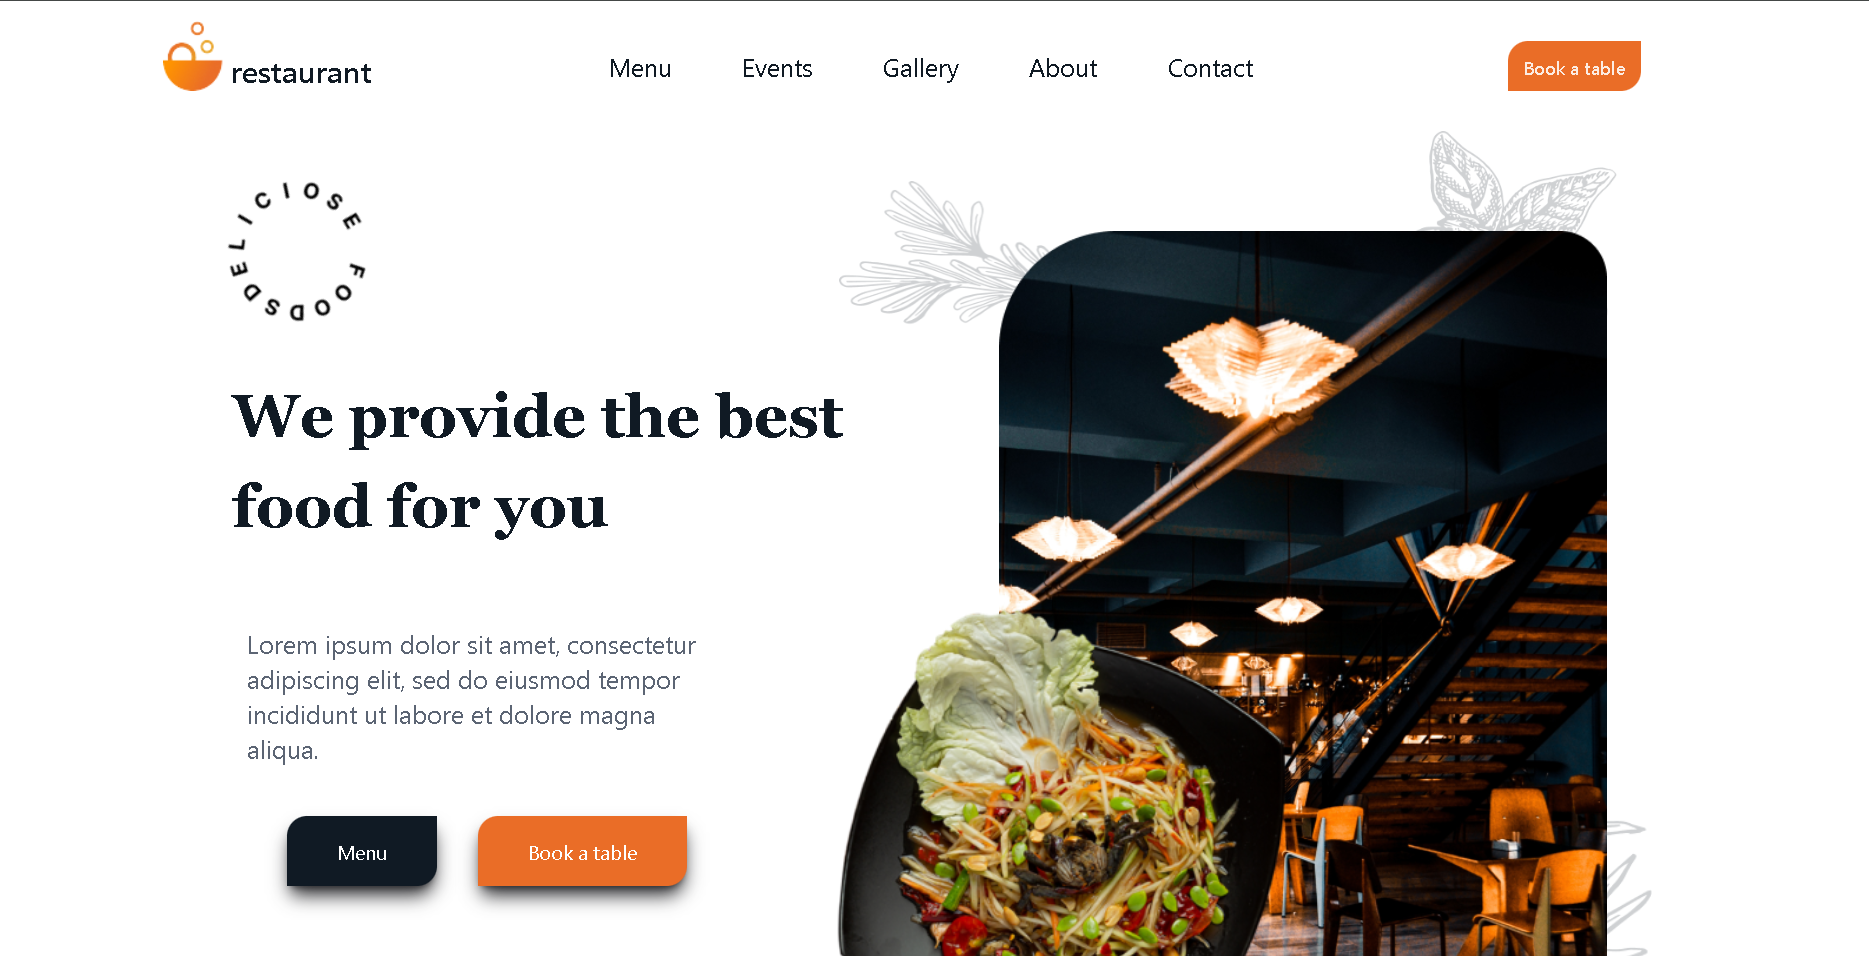 restaurant
Menu
Events
Gallery
About
Contact
Book a table
DELICIOSE FOODS
We provide the best
food for you
Lorem ipsum dolor sit amet, consectetur
adipiscing elit, sed do eiusmod tempor
incididunt ut labore et dolore magna
aliqua.
Menu
Book a table